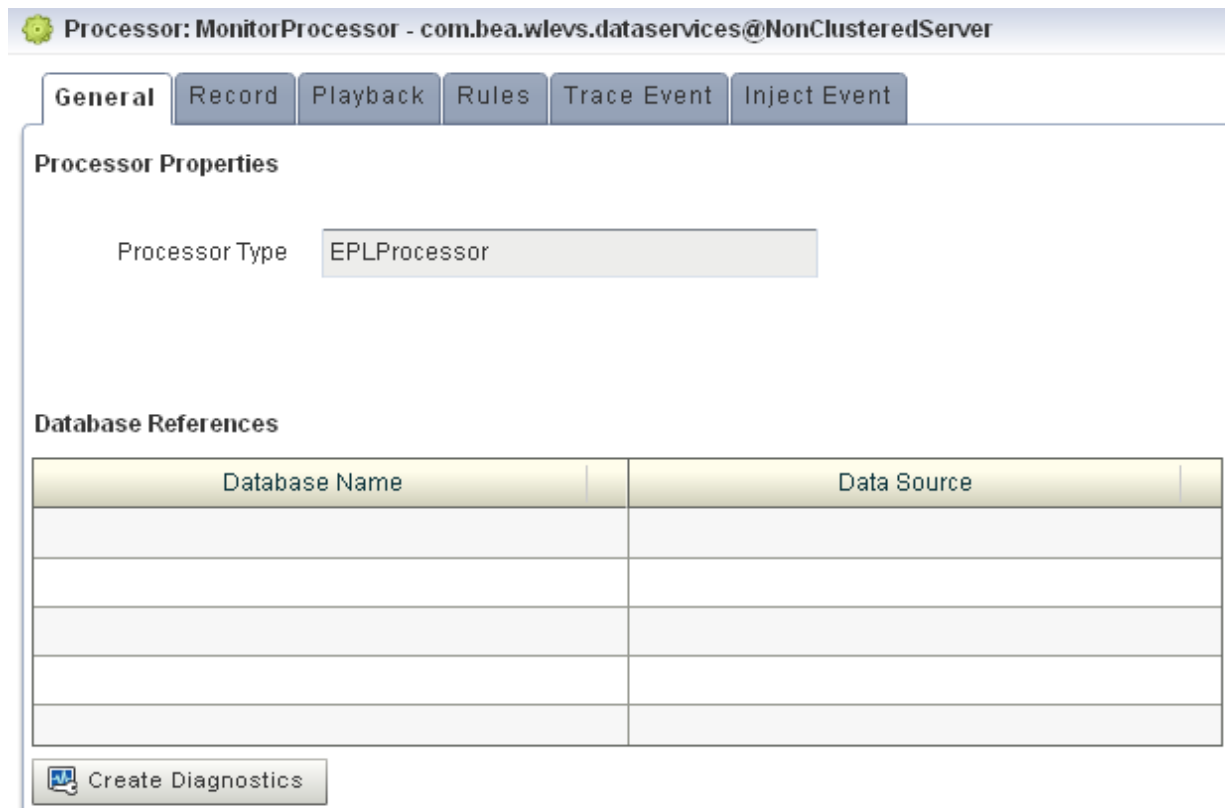 Processor: MonitorProcessor - com.bea.wlevs.dataservices@NonClusteredServer
General Record Playback Rules Trace Event Inject Event
Processor Properties
Processor Type EPLProcessor
Database References
Database Name Data Source
Create Diagnostics